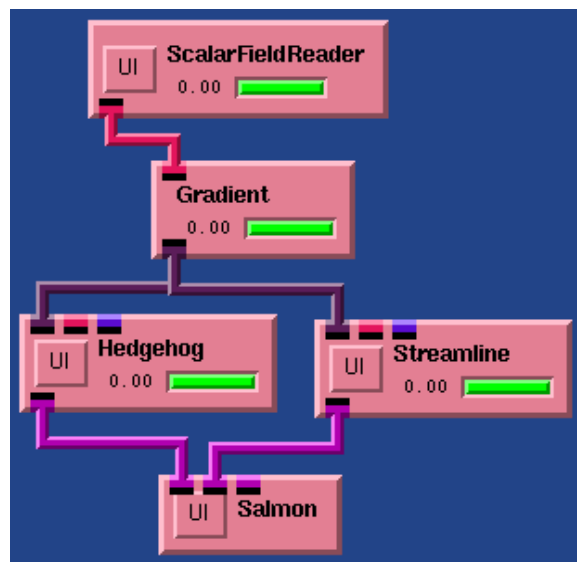 UI ScalarFieldReader
0.00
Gradient
0.00
UI Hedgehog
0.00
UI Streamline
0.00
UI Salmon